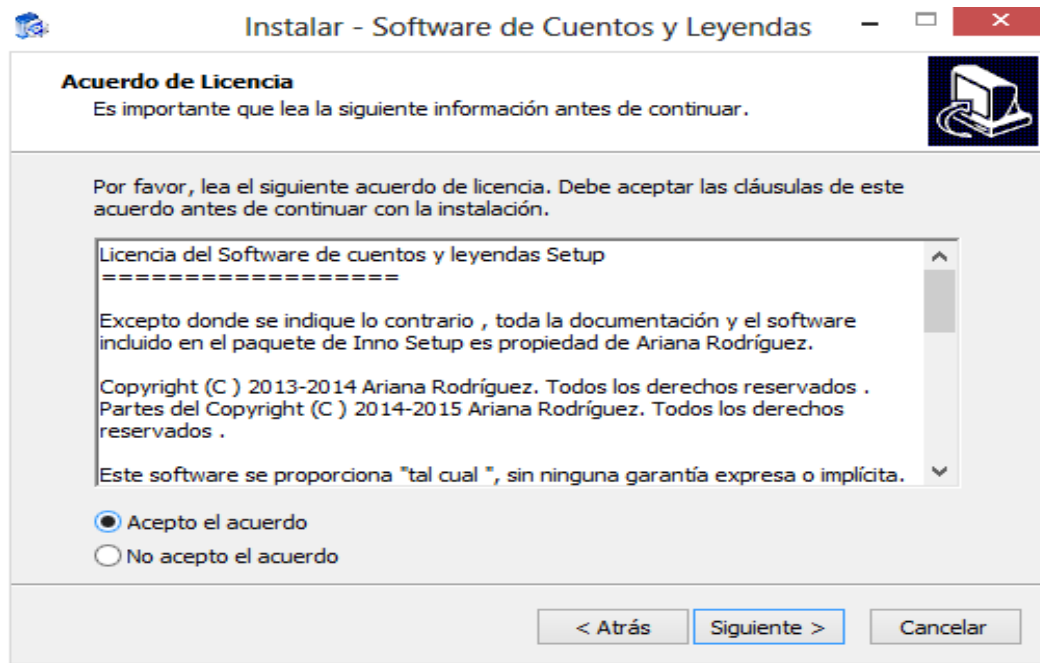 Instalar - Software de Cuentos y Leyendas
Acuerdo de Licencia
Es importante que lea la siguiente información antes de continuar.
Por favor, lea el siguiente acuerdo de licencia. Debe aceptar las cláusulas de este
acuerdo antes de continuar con la instalación.
Licencia del Software de cuentos y leyendas Setup
==================
Excepto donde se indique lo contrario , toda la documentación y el software
incluido en el paquete de Inno Setup es propiedad de Ariana Rodríguez.
Copyright (C ) 2013-2014 Ariana Rodríguez. Todos los derechos reservados .
Partes del Copyright (C ) 2014-2015 Ariana Rodríguez. Todos los derechos
reservados .
Este software se proporciona "tal cual ", sin ninguna garantía expresa o implícita.
Acepto el acuerdo
No acepto el acuerdo
< Atrás
Siguiente >
Cancelar